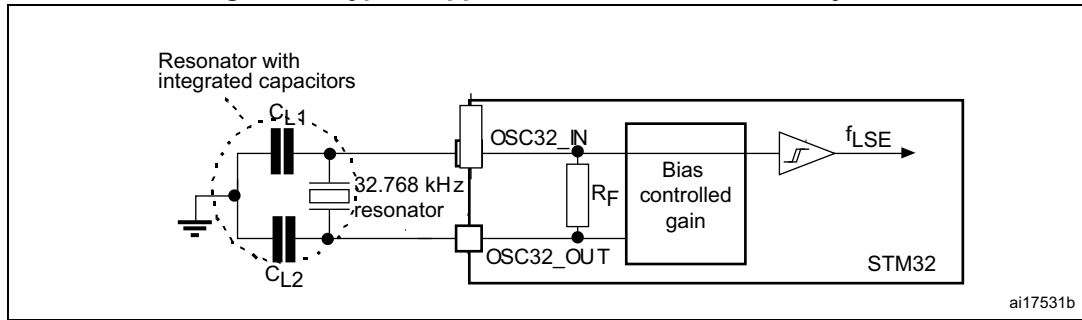 Resonator with
integrated capacitors
CL1
OSC32_IN
fLSE
32.768 kHz
resonator
RF
Bias
controlled
gain
OSC32_OUT
CL2
STM32
ai17531b